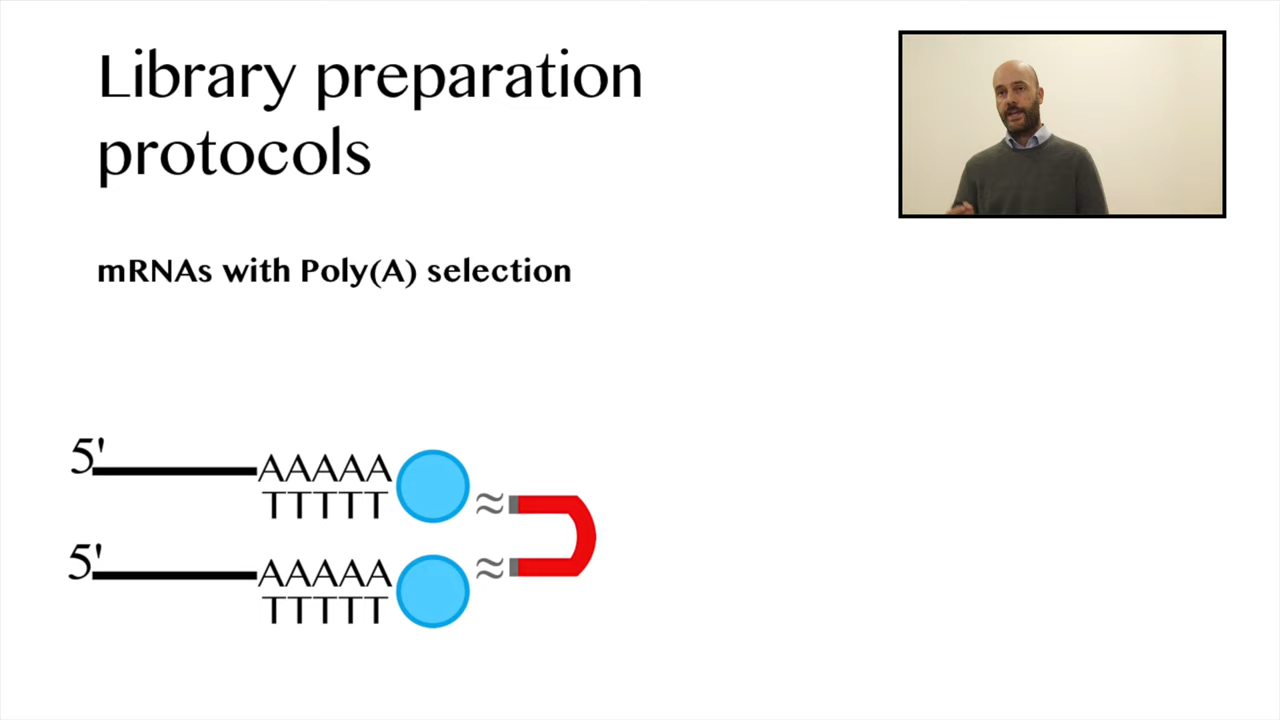 Library preparation
protocols
mRNAs with Poly(A) selection
5'
AAAAA
TTTTT
≈
5'
AAAAA
TTTTT
≈